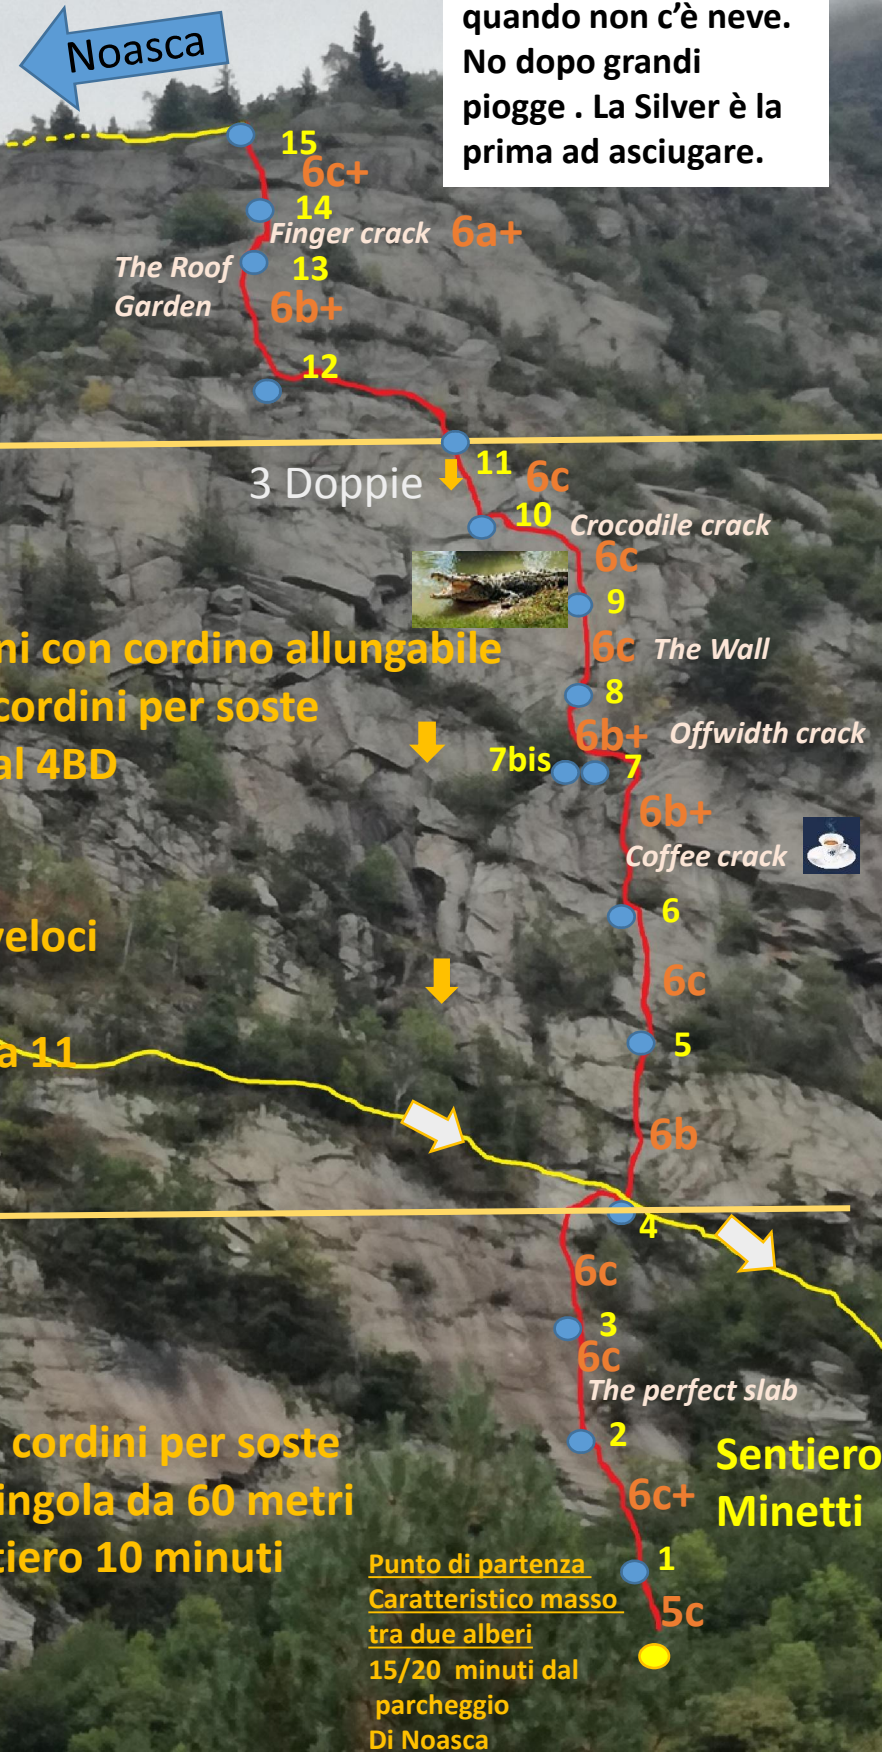 Noasca
quando non c'è neve.
No dopo grandi
piogge . La Silver è la
prima ad asciugare.
15
6c+
14
Finger crack 6a+
The Roof
Garden
13
6b+
12
11
3 Doppie
6c
10
Crocodile crack
6c
9
ni con cordino allungabile
6c
The Wall
8
cordini per soste
6b+
Offwidth crack
al 4BD
7bis
7
6b+
Coffee crack
6
veloci
6c
5
a 11
6b
4
6c
3
6c
The perfect slab
2
cordini per soste
Sentiero
Minetti
6c+
ingola da 60 metri
tiero 10 minuti
1
Punto di partenza
Caratteristico masso
tra due alberi
5c
15/20 minuti dal
parcheggio
Di Noasca